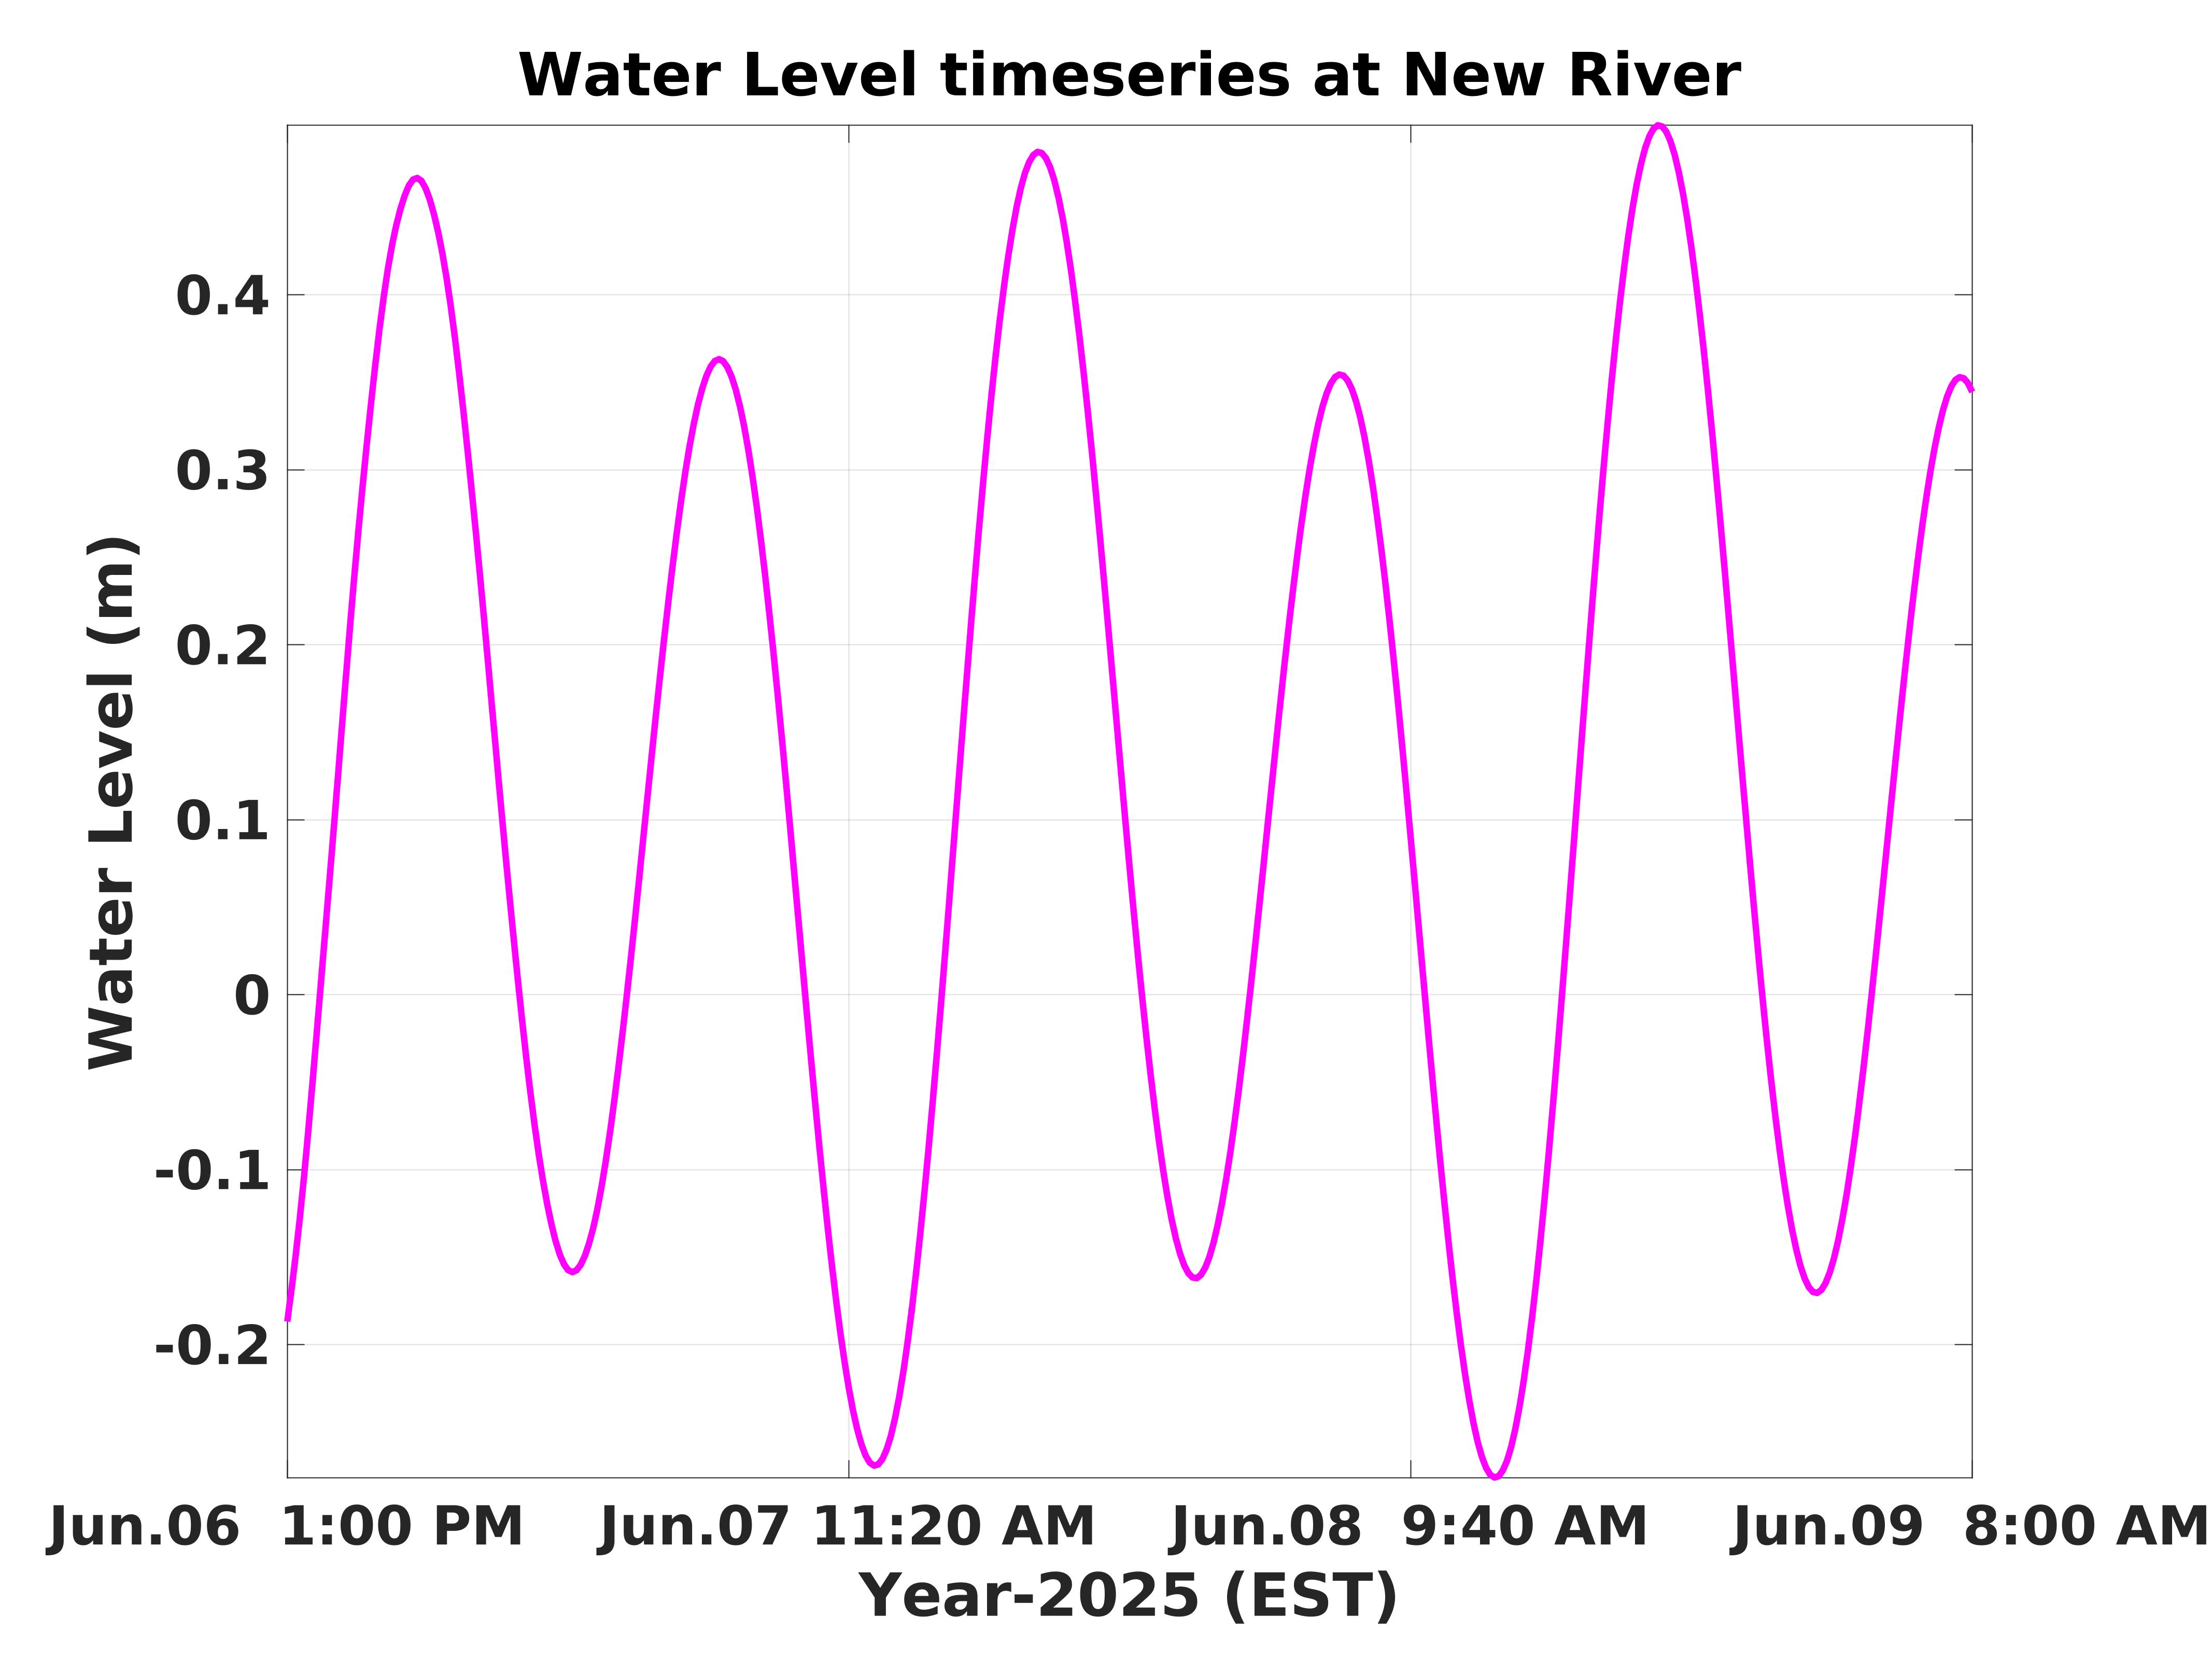 Water Level timeseries at New River
Water Level (m)
0.4
0.3
0.2
0.1
0
-0.1
-0.2
Jun.06 1:00 PM Jun.07 11:20 AM Jun.08 9:40 AM Jun.09 8:00 AM
Year-2025 (EST)